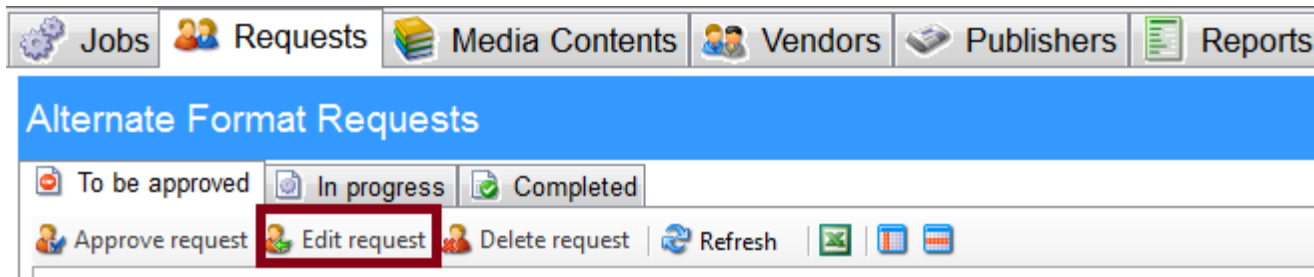 Jobs Requests Media Contents Vendors Publishers Reports
Alternate Format Requests
To be approved In progress Completed
Approve request Edit request Delete request Refresh